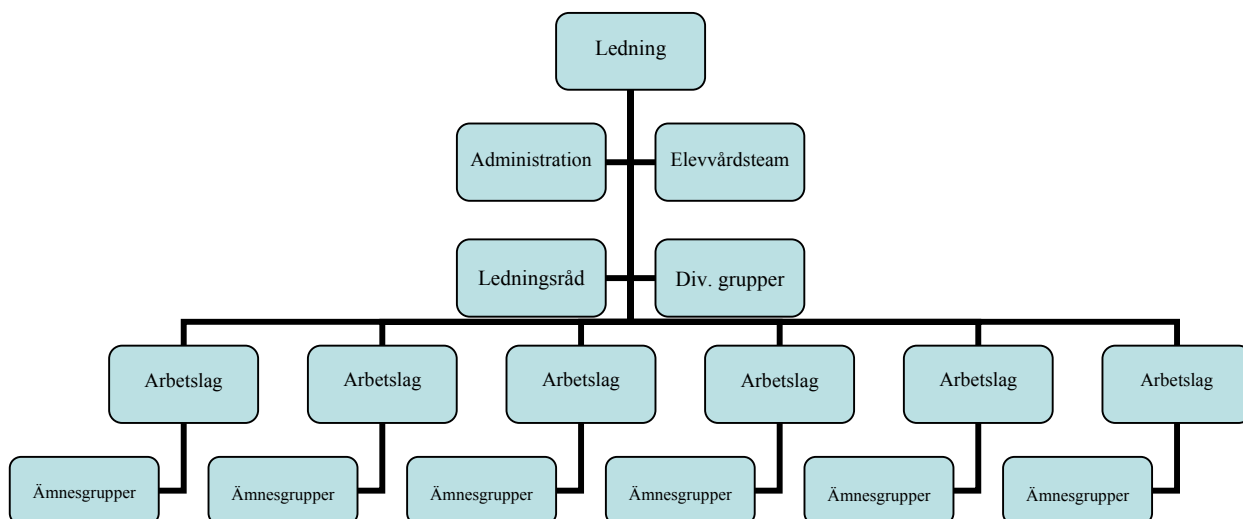 Ledning
Administration
Elevvårdsteam
Ledningsråd
Div. grupper
Arbetslag
Arbetslag
Arbetslag
Arbetslag
Arbetslag
Arbetslag
Ämnesgrupper
Ämnesgrupper
Ämnesgrupper
Ämnesgrupper
Ämnesgrupper
Ämnesgrupper